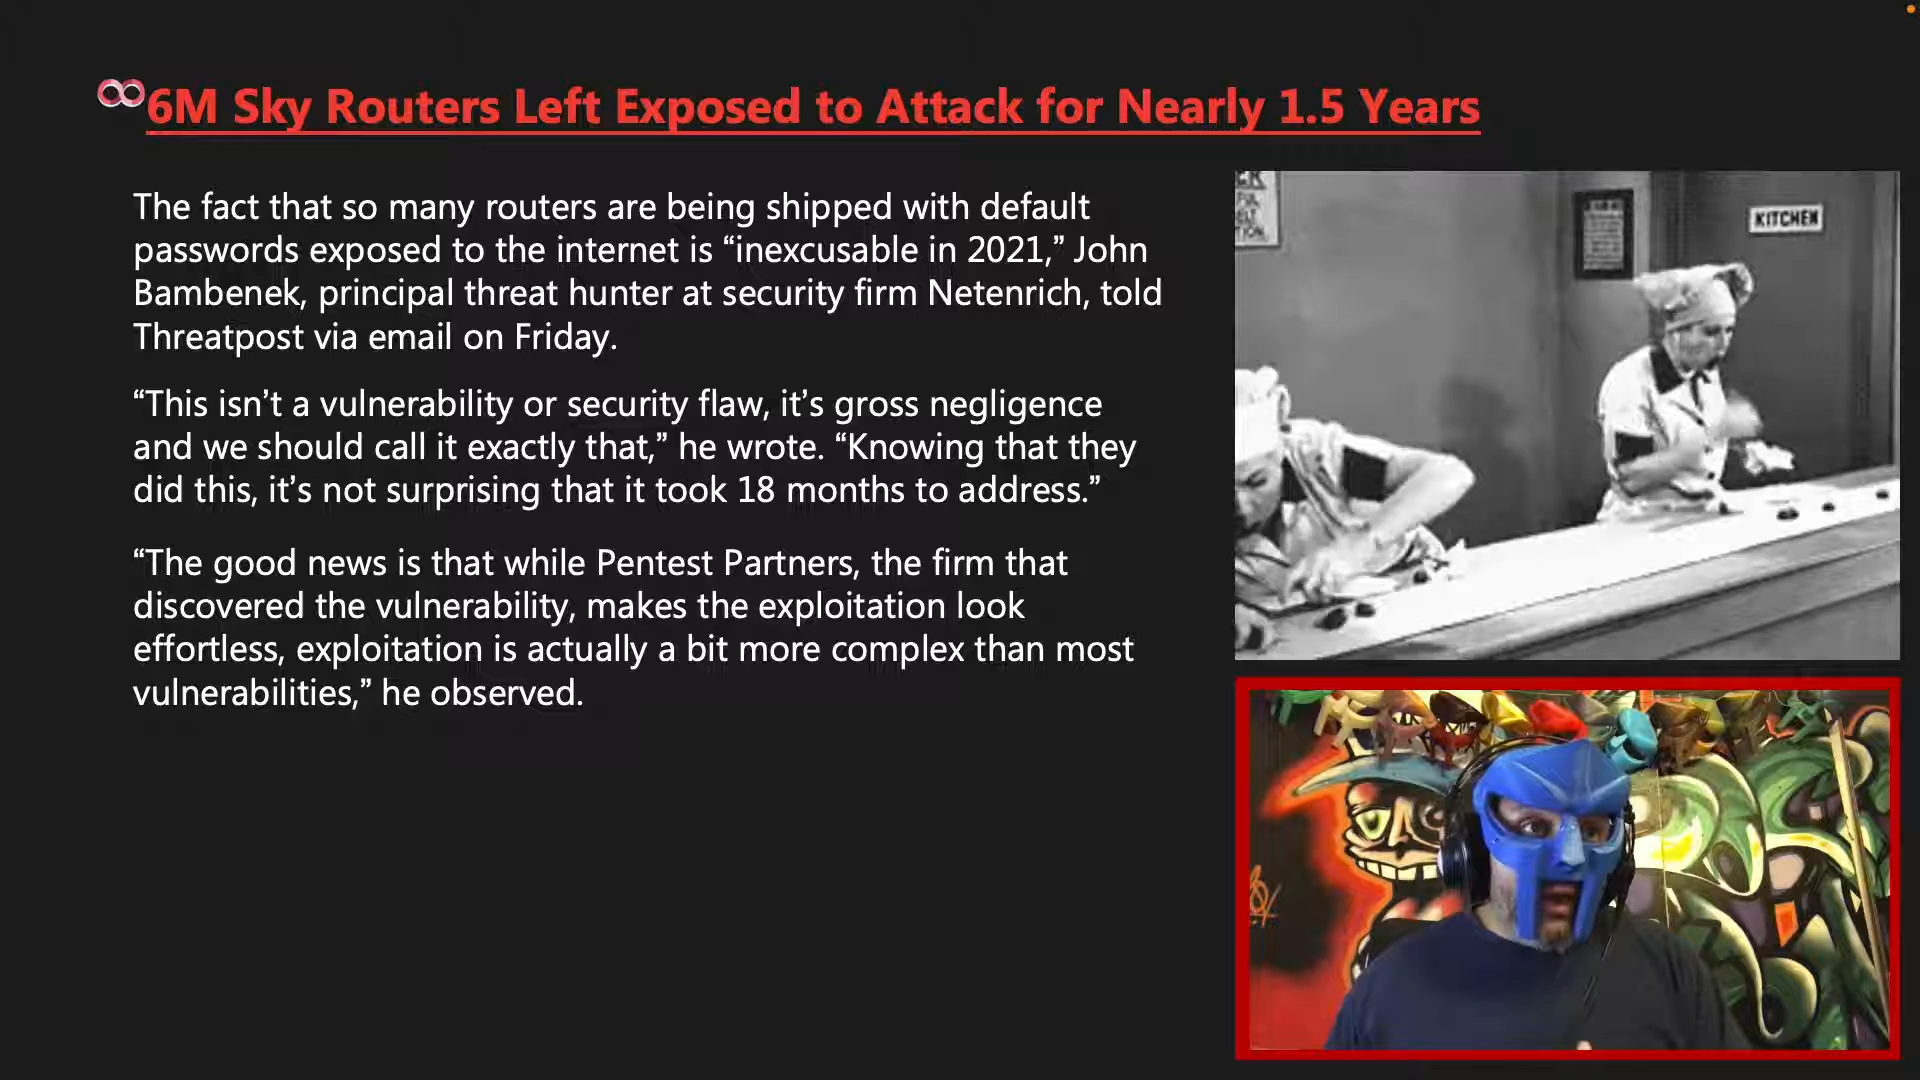 6M Sky Routers Left Exposed to Attack for Nearly 1.5 Years
The fact that so many routers are being shipped with default
passwords exposed to the internet is “inexcusable in 2021,” John
Bambenek, principal threat hunter at security firm Netenrich, told
Threatpost via email on Friday.
“This isn’t a vulnerability or security flaw, it’s gross negligence
and we should call it exactly that,” he wrote. “Knowing that they
did this, it’s not surprising that it took 18 months to address.”
“The good news is that while Pentest Partners, the firm that
discovered the vulnerability, makes the exploitation look
effortless, exploitation is actually a bit more complex than most
vulnerabilities,” he observed.
KITCHEN